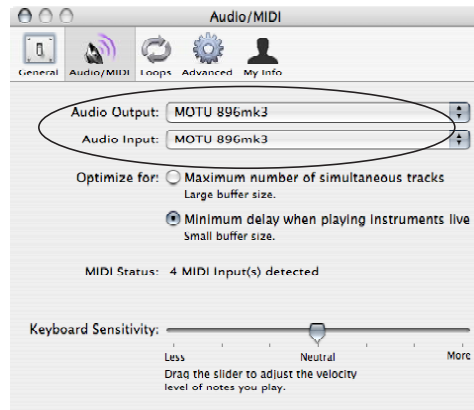 Audio/MIDI
General Audio/MIDI Loops Advanced My Info
Audio Output: MOTU 896mk3
Audio Input: MOTU 896mk3
Optimize for: Maximum number of simultaneous tracks
Large buffer size.
Minimum delay when playing instruments live
Small buffer size.
MIDI Status: 4 MIDI Input(s) detected
Keyboard Sensitivity:
Less Neutral More
Drag the slider to adjust the velocity
level of notes you play.